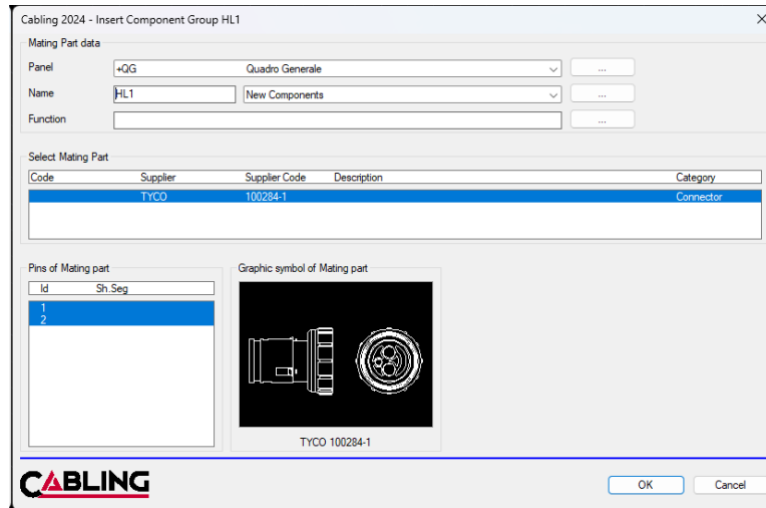 Cabling 2024 - Insert Component Group HL1
Mating Part data
Panel +QG Quadro Generale ...
Name HL1 New Components ...
Function ...
Select Mating Part
Code Supplier Supplier Code Description Category
TYCO 100284-1 Connector
Pins of Mating part
Id Sh.Seg
1
2
Graphic symbol of Mating part
TYCO 100284-1
CABLING
OK Cancel